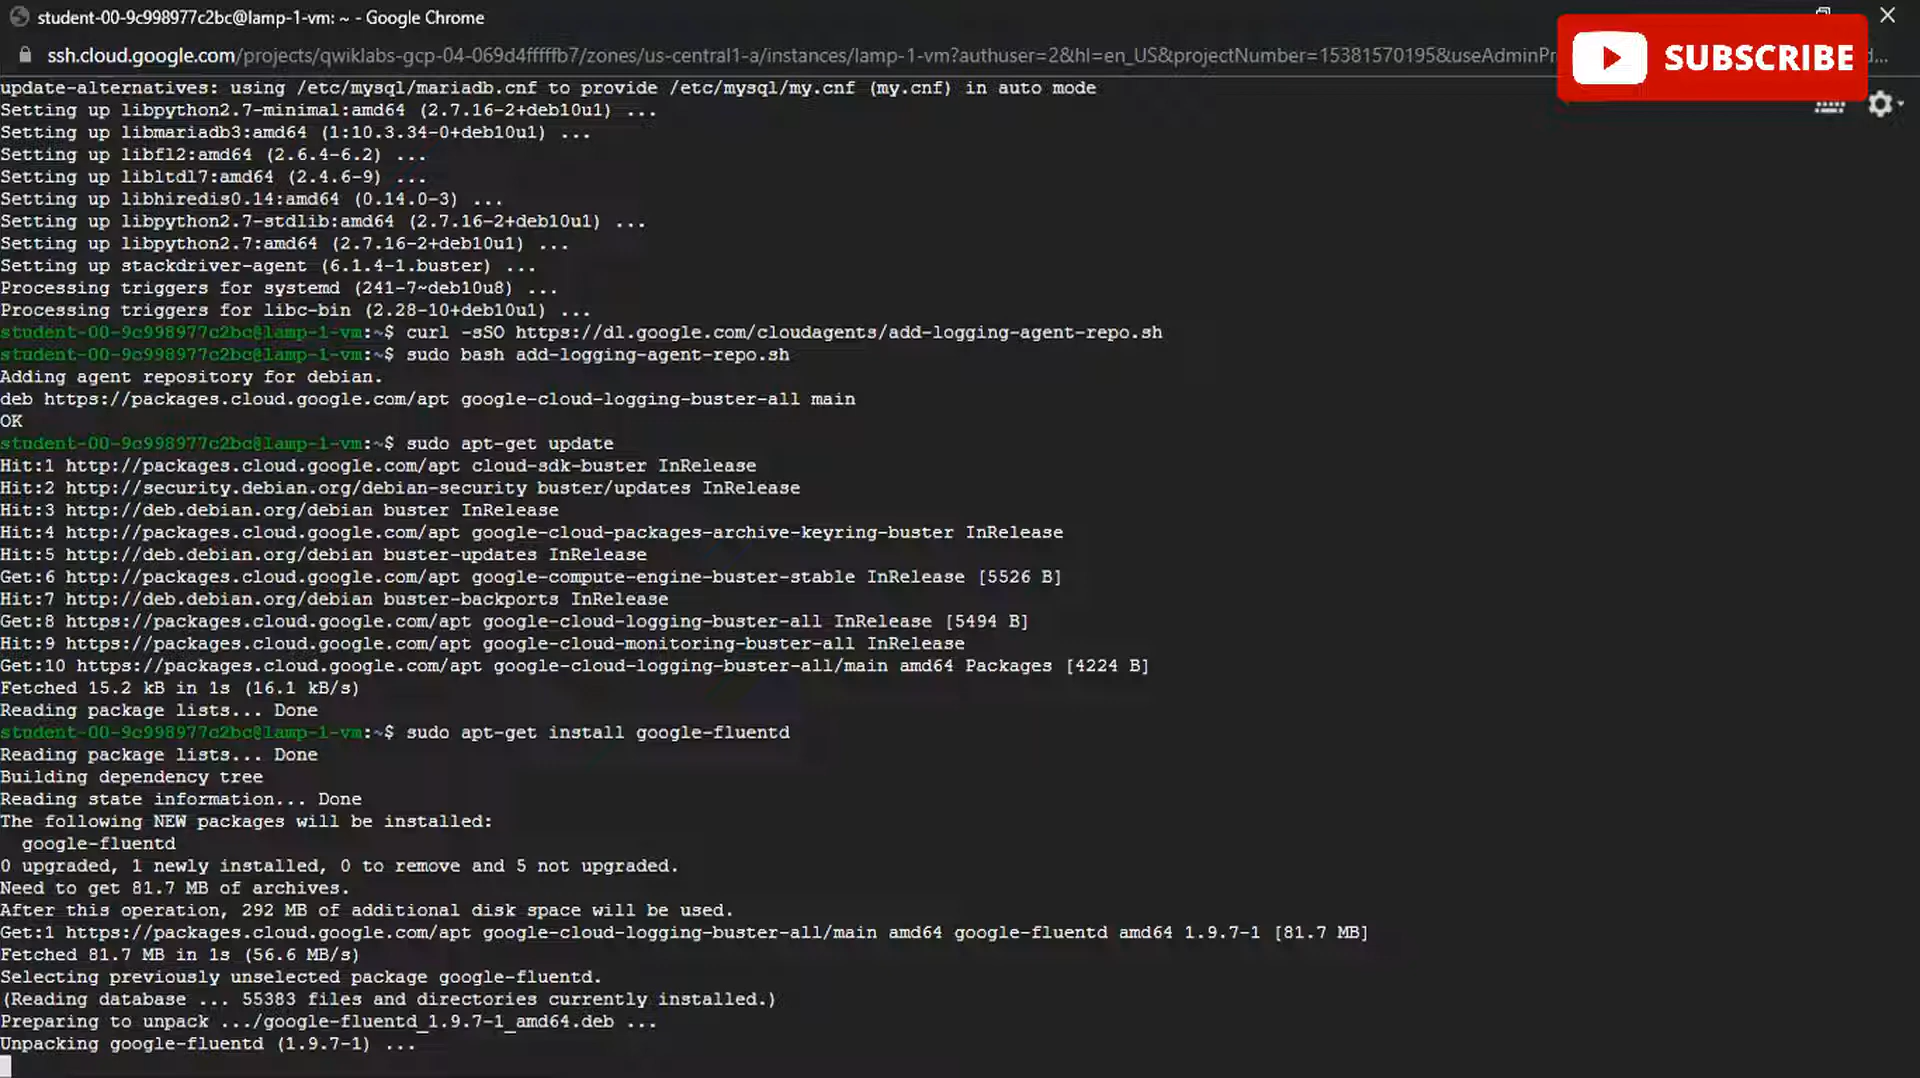 student-00-9c998977c2bc@lamp-1-vm: ~ - Google Chrome
ssh.cloud.google.com/projects/qwiklabs-gcp-04-069d4fffffb7/zones/us-central1-a/instances/lamp-1-vm?authuser=2&hl=en_US&projectNumber=15381570195&useAdminPr
SUBSCRIBE
update-alternatives: using /etc/mysql/mariadb.cnf to provide /etc/mysql/my.cnf (my.cnf) in auto mode
Setting up libpython2.7-minimal:amd64 (2.7.16-2+deb10u1) ...
Setting up libmariadb3:amd64 (1:10.3.34-0+deb10u1) ...
Setting up libfl2:amd64 (2.6.4-6.2) ...
Setting up libltdl7:amd64 (2.4.6-9) ...
Setting up libhiredis0.14:amd64 (0.14.0-3) ...
Setting up libpython2.7-stdlib:amd64 (2.7.16-2+deb10u1) ...
Setting up libpython2.7:amd64 (2.7.16-2+deb10u1) ...
Setting up stackdriver-agent (6.1.4-1.buster) ...
Processing triggers for systemd (241-7~deb10u8) ...
Processing triggers for libc-bin (2.28-10+deb10u1) ...
student-00-9c998977c2bc@lamp-1-vm:~$ curl -sSO https://dl.google.com/cloudagents/add-logging-agent-repo.sh
student-00-9c998977c2bc@lamp-1-vm:~$ sudo bash add-logging-agent-repo.sh
Adding agent repository for debian.
deb https://packages.cloud.google.com/apt google-cloud-logging-buster-all main
OK
student-00-9c998977c2bc@lamp-1-vm:~$ sudo apt-get update
Hit:1 http://packages.cloud.google.com/apt cloud-sdk-buster InRelease
Hit:2 http://security.debian.org/debian-security buster/updates InRelease
Hit:3 http://deb.debian.org/debian buster InRelease
Hit:4 http://packages.cloud.google.com/apt google-cloud-packages-archive-keyring-buster InRelease
Hit:5 http://deb.debian.org/debian buster-updates InRelease
Get:6 http://packages.cloud.google.com/apt google-compute-engine-buster-stable InRelease [5526 B]
Hit:7 http://deb.debian.org/debian buster-backports InRelease
Get:8 https://packages.cloud.google.com/apt google-cloud-logging-buster-all InRelease [5494 B]
Hit:9 https://packages.cloud.google.com/apt google-cloud-monitoring-buster-all InRelease
Get:10 https://packages.cloud.google.com/apt google-cloud-logging-buster-all/main amd64 Packages [4224 B]
Fetched 15.2 kB in 1s (16.1 kB/s)
Reading package lists... Done
student-00-9c998977c2bc@lamp-1-vm:~$ sudo apt-get install google-fluentd
Reading package lists... Done
Building dependency tree
Reading state information... Done
The following NEW packages will be installed:
google-fluentd
0 upgraded, 1 newly installed, 0 to remove and 5 not upgraded.
Need to get 81.7 MB of archives.
After this operation, 292 MB of additional disk space will be used.
Get:1 https://packages.cloud.google.com/apt google-cloud-logging-buster-all/main amd64 google-fluentd amd64 1.9.7-1 [81.7 MB]
Fetched 81.7 MB in 1s (56.6 MB/s)
Selecting previously unselected package google-fluentd.
(Reading database ... 55383 files and directories currently installed.)
Preparing to unpack .../google-fluentd_1.9.7-1_amd64.deb ...
Unpacking google-fluentd (1.9.7-1) ...